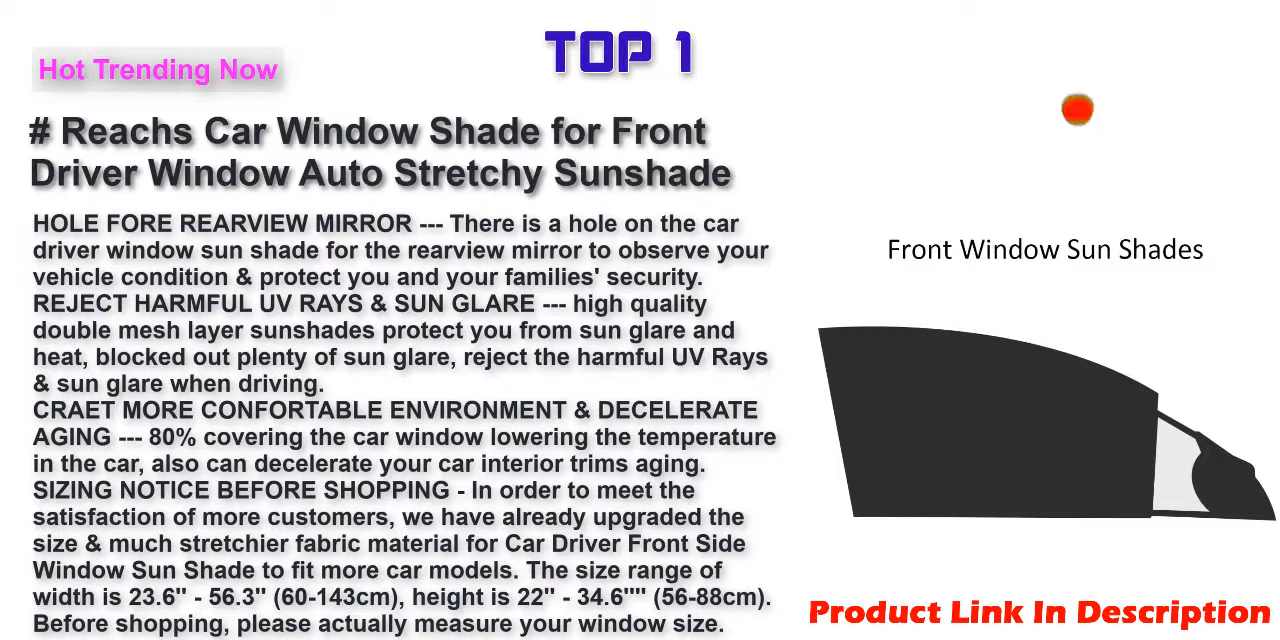 TOP 1
Hot Trending Now
# Reachs Car Window Shade for Front
Driver Window Auto Stretchy Sunshade
HOLE FORE REARVIEW MIRROR --- There is a hole on the car
driver window sun shade for the rearview mirror to observe your
vehicle condition & protect you and your families' security.
REJECT HARMFUL UV RAYS & SUN GLARE --- high quality
double mesh layer sunshades protect you from sun glare and
heat, blocked out plenty of sun glare, reject the harmful UV Rays
& sun glare when driving.
CRAET MORE CONFORTABLE ENVIRONMENT & DECELERATE
AGING --- 80% covering the car window lowering the temperature
in the car, also can decelerate your car interior trims aging.
SIZING NOTICE BEFORE SHOPPING - In order to meet the
satisfaction of more customers, we have already upgraded the
size & much stretchier fabric material for Car Driver Front Side
Window Sun Shade to fit more car models. The size range of
width is 23.6'' - 56.3'' (60-143cm), height is 22'' - 34.6'''' (56-88cm).
Before shopping, please actually measure your window size.
Front Window Sun Shades
Product Link In Description